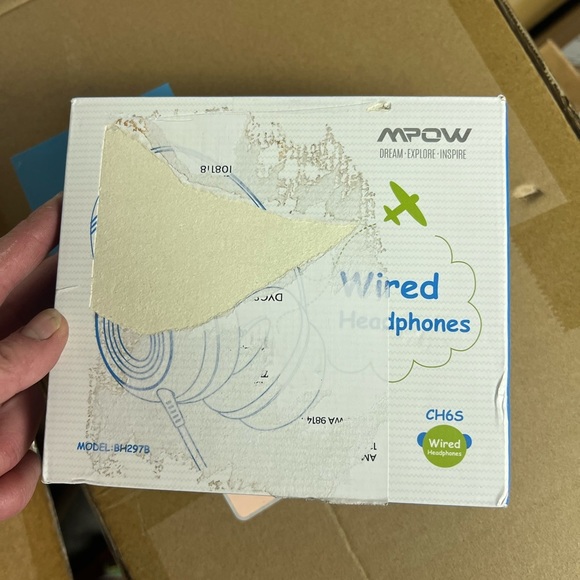 MPOW
DREAM·EXPLORE·INSPIRE
Wired
Headphones
CH6S
Wired
Headphones
MODEL:BH297B